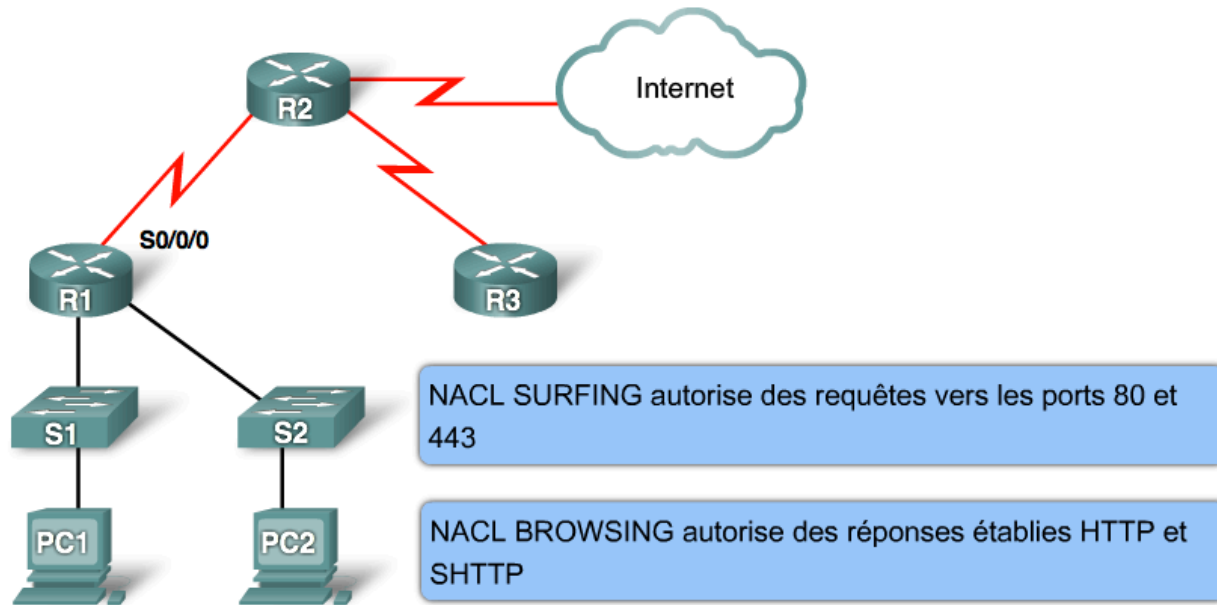 Internet
R2
S0/0/0
R1
R3
NACL SURFING autorise des requêtes vers les ports 80 et
443
S1
S2
NACL BROWSING autorise des réponses établies HTTP et
SHTTP
PC1
PC2